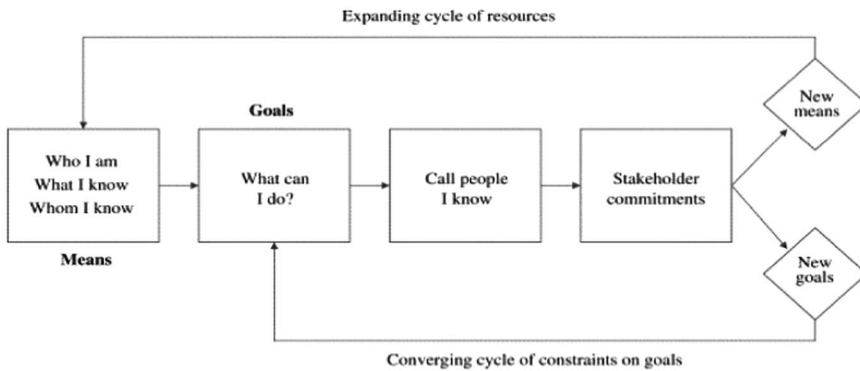 Expanding cycle of resources
Goals
New
means
Who I am
What I know
Whom I know
What can
I do?
Call people
I know
Stakeholder
commitments
Means
New
goals
Converging cycle of constraints on goals